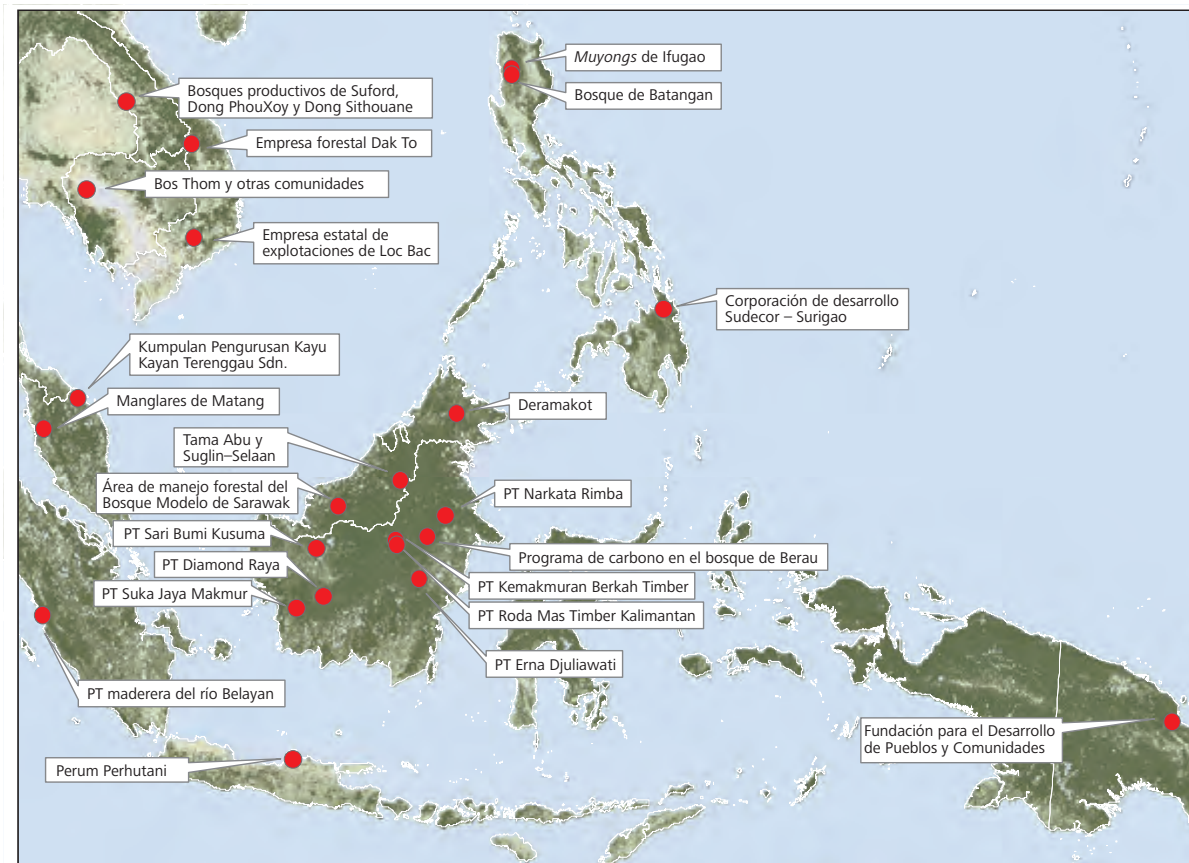 Muyongs de Ifugao
Bosque de Batangan
Bosques productivos de Suford,
Dong PhouXoy y Dong Sithouane
Empresa forestal Dak To
Bos Thom y otras comunidades
Empresa estatal de
explotaciones de Loc Bac
Corporación de desarrollo
Sudecor – Surigao
Kumpulan Pengurusan Kayu
Kayan Terenggau Sdn.
Manglares de Matang
Deramakot
Tama Abu y
Suglin–Selaan
Área de manejo forestal del
Bosque Modelo de Sarawak
PT Narkata Rimba
PT Sari Bumi Kusuma
Programa de carbono en el bosque de Berau
PT Diamond Raya
PT Kemakmuran Berkah Timber
PT Suka Jaya Makmur
PT Roda Mas Timber Kalimantan
PT Erna Djuliawati
PT maderera del río Belayan
Fundación para el Desarrollo
de Pueblos y Comunidades
Perum Perhutani